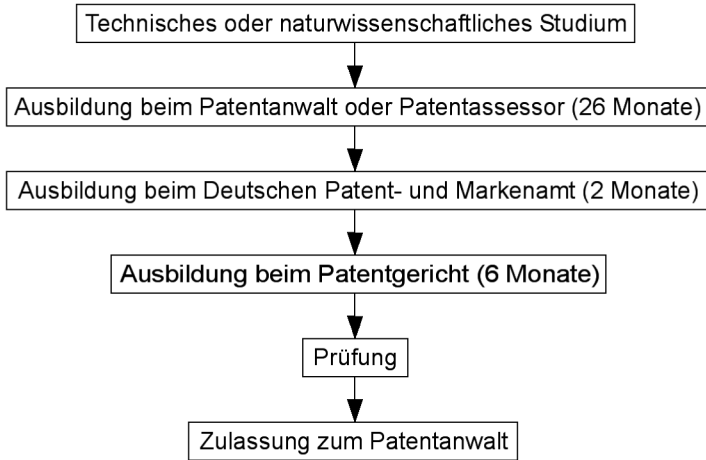 Technisches oder naturwissenschaftliches Studium
Ausbildung beim Patentanwalt oder Patentassessor (26 Monate)
Ausbildung beim Deutschen Patent- und Markenamt (2 Monate)
Ausbildung beim Patentgericht (6 Monate)
Prüfung
Zulassung zum Patentanwalt